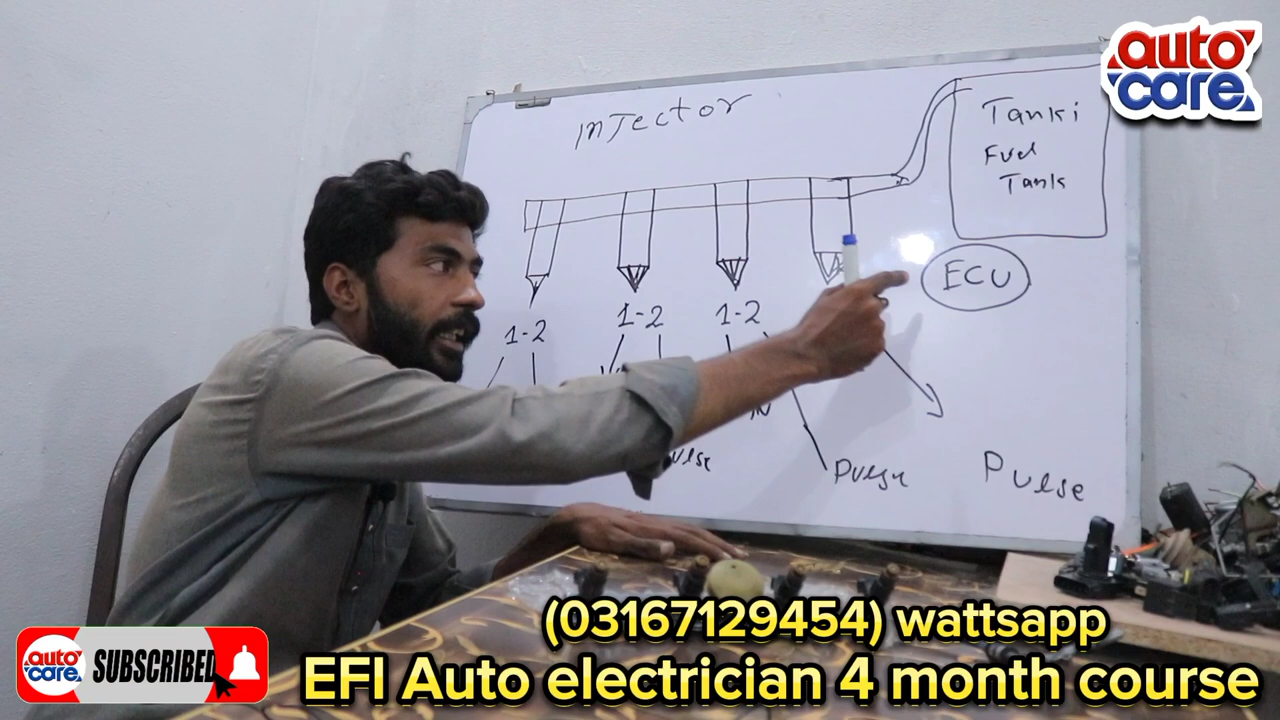 auto
care
InJector
Tanki
Fuel
Tank
ECU
1-2
1-2
1-2
IN
Pulse
Pulse
(03167129454) wattsapp
EFI Auto electrician 4 month course
auto
care
SUBSCRIBED